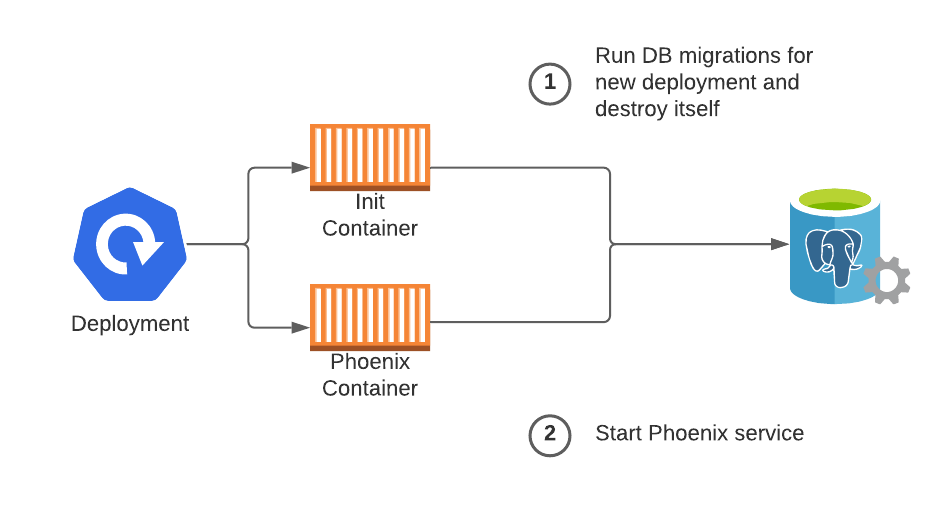 1
Run DB migrations for
new deployment and
destroy itself
Init
Container
Deployment
Phoenix
Container
2
Start Phoenix service